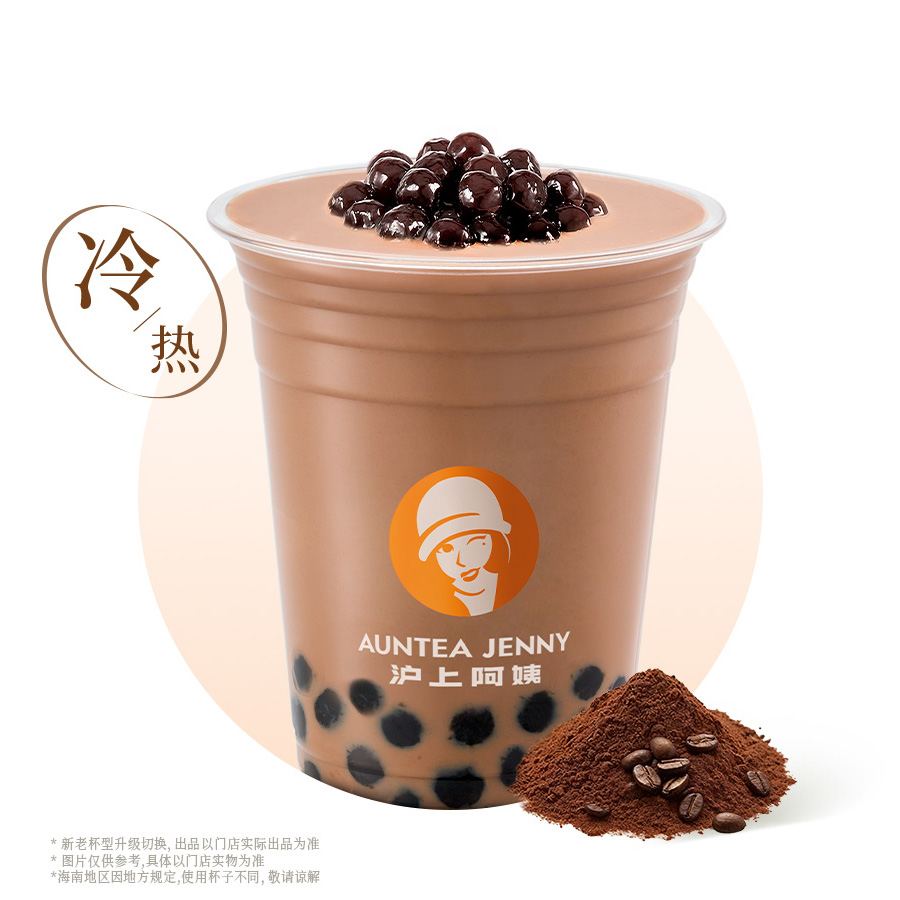 冷/热
AUNTEA JENNY
沪上阿姨
* 新老杯型升级切换, 出品以门店实际出品为准
* 图片仅供参考,具体以门店实物为准
*海南地区因地方规定,使用杯子不同, 敬请谅解